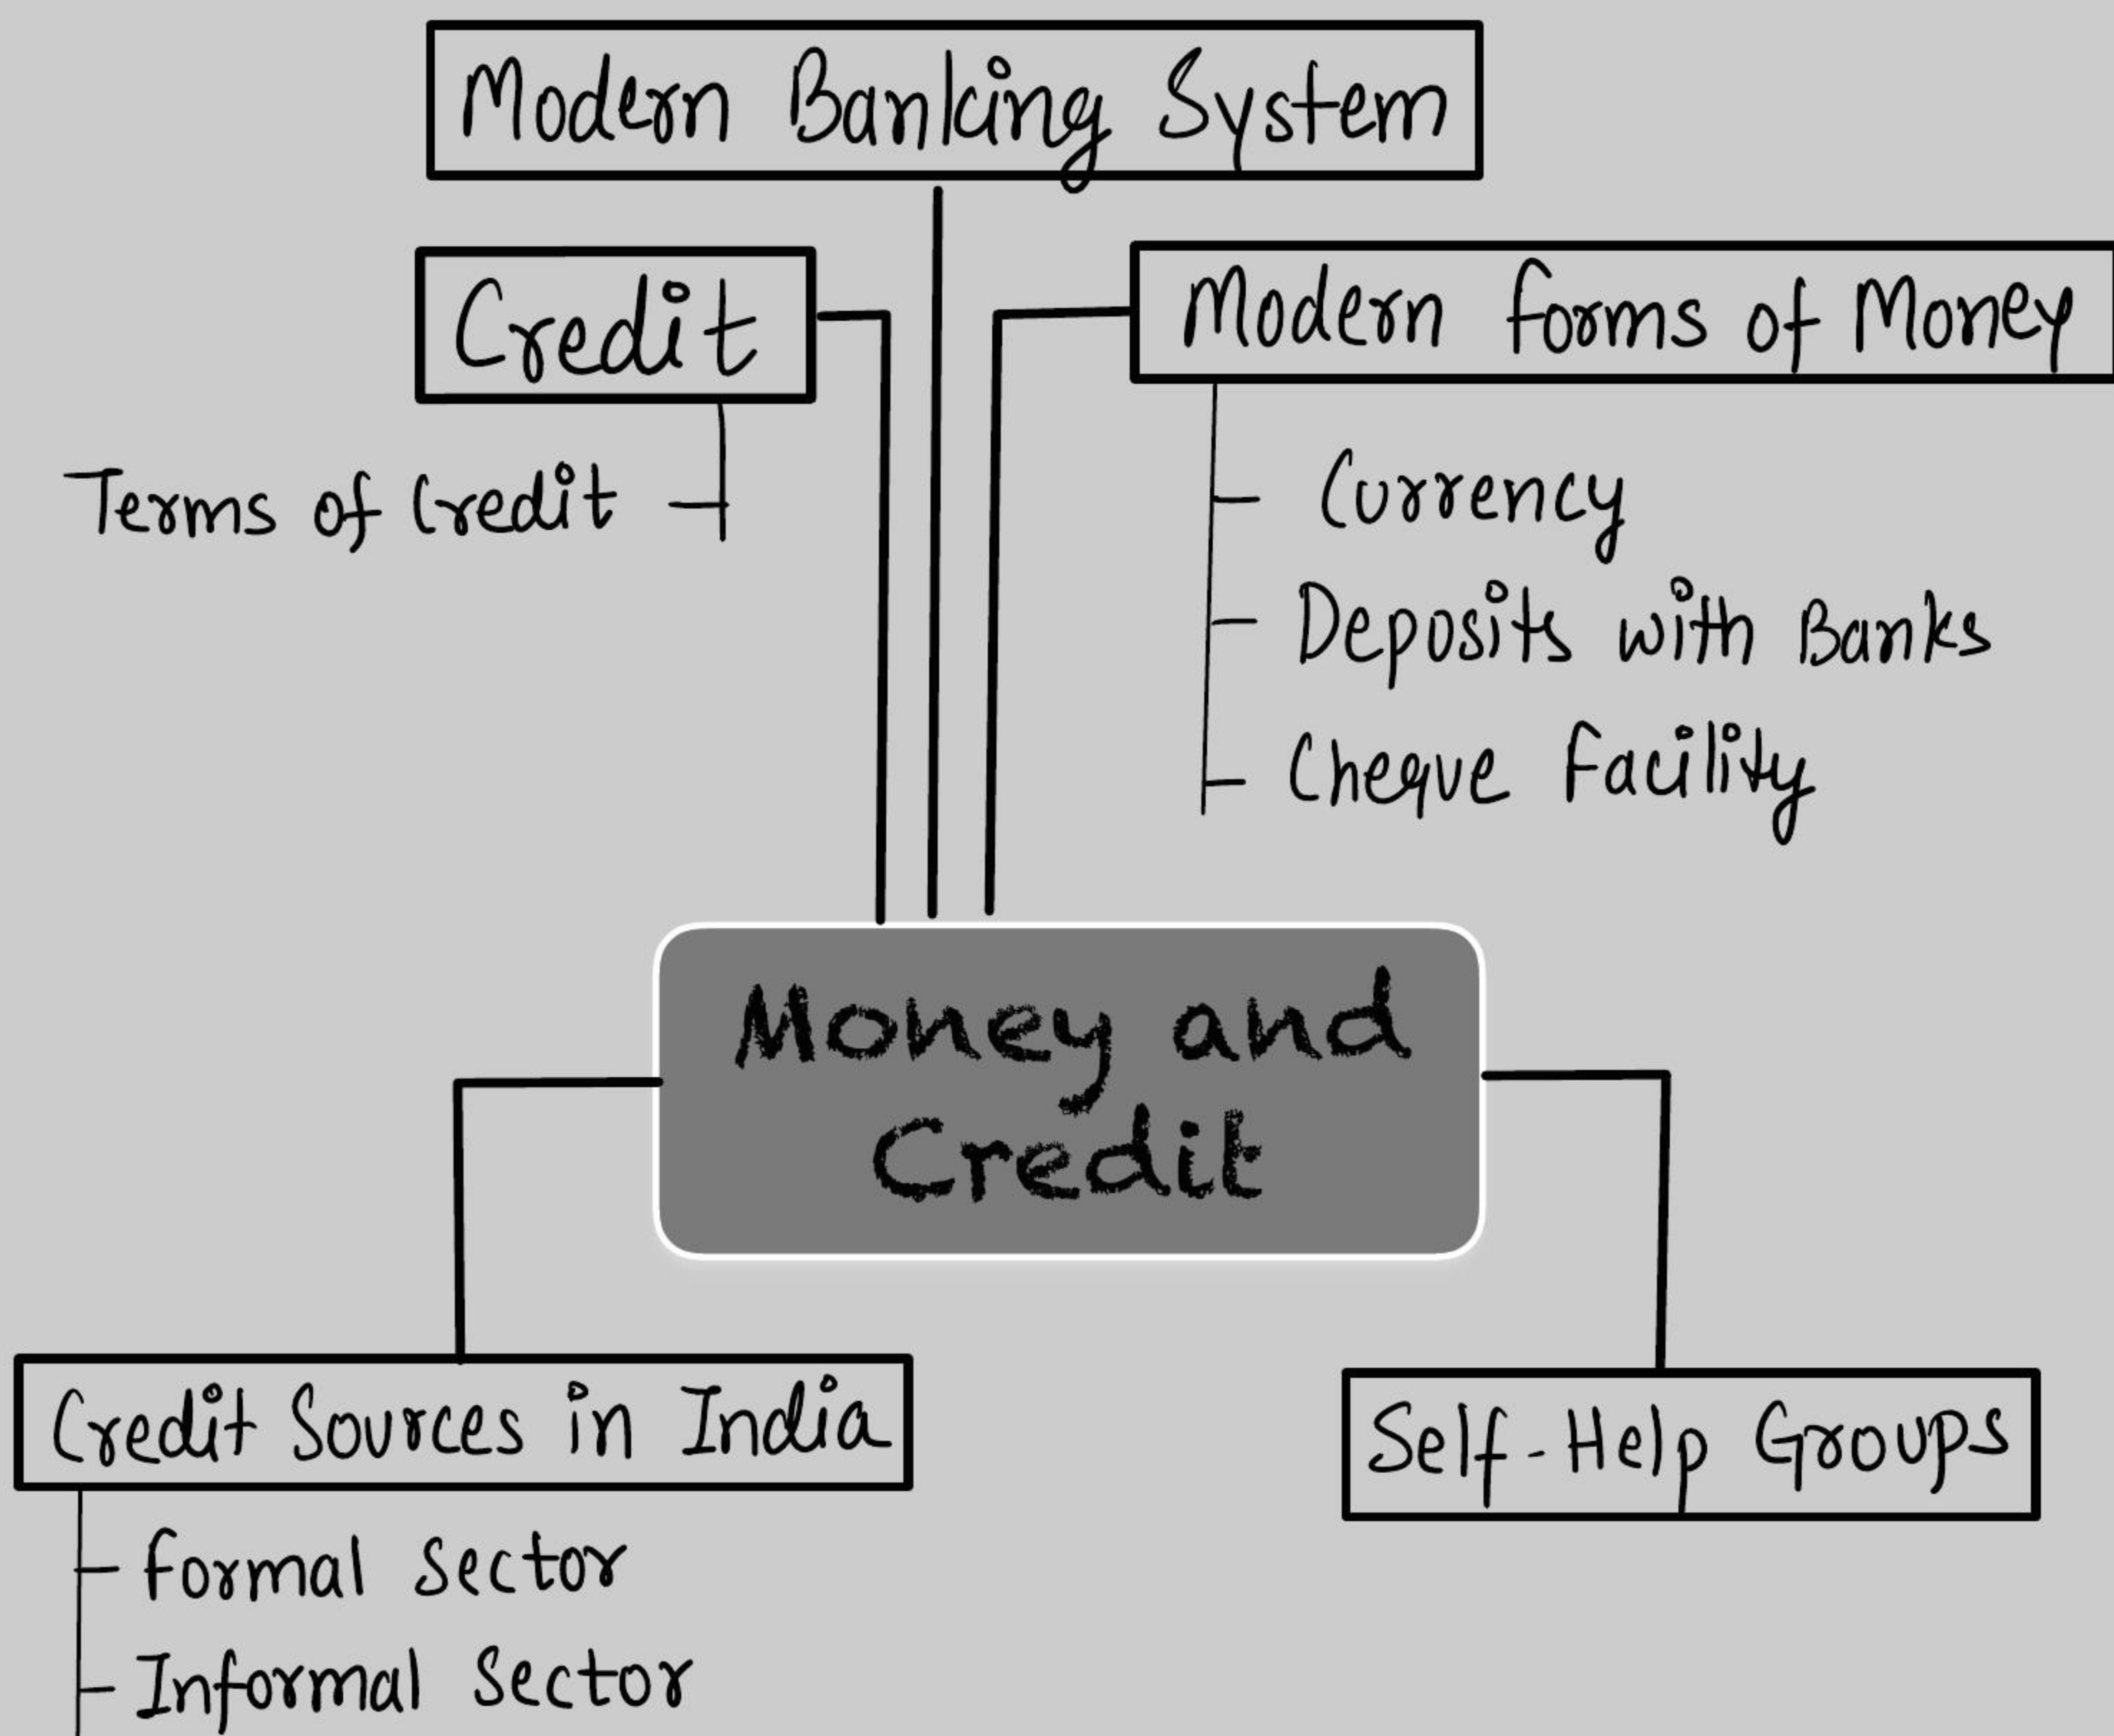 Modern Banking System
Credit
Modern forms of Money
Terms of Credit
Currency
Deposits with Banks
Cheque Facility
Money and
Credit
Credit Sources in India
Self-Help Groups
formal Sector
Informal Sector